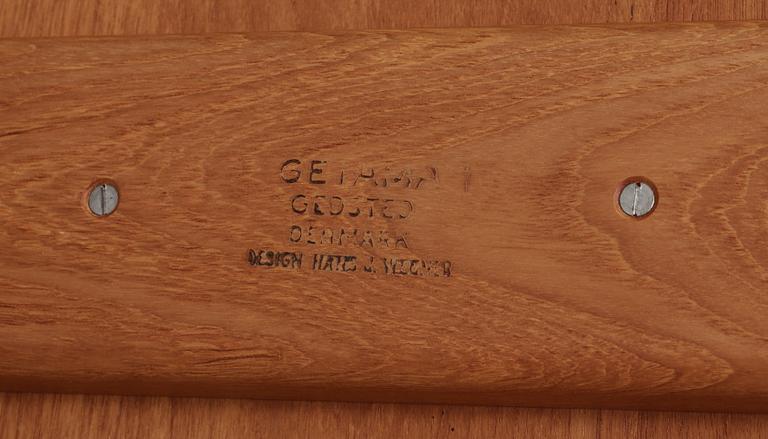 GETAMA
GEDSTED
DENMARK
DESIGN HANS J. WEGNER